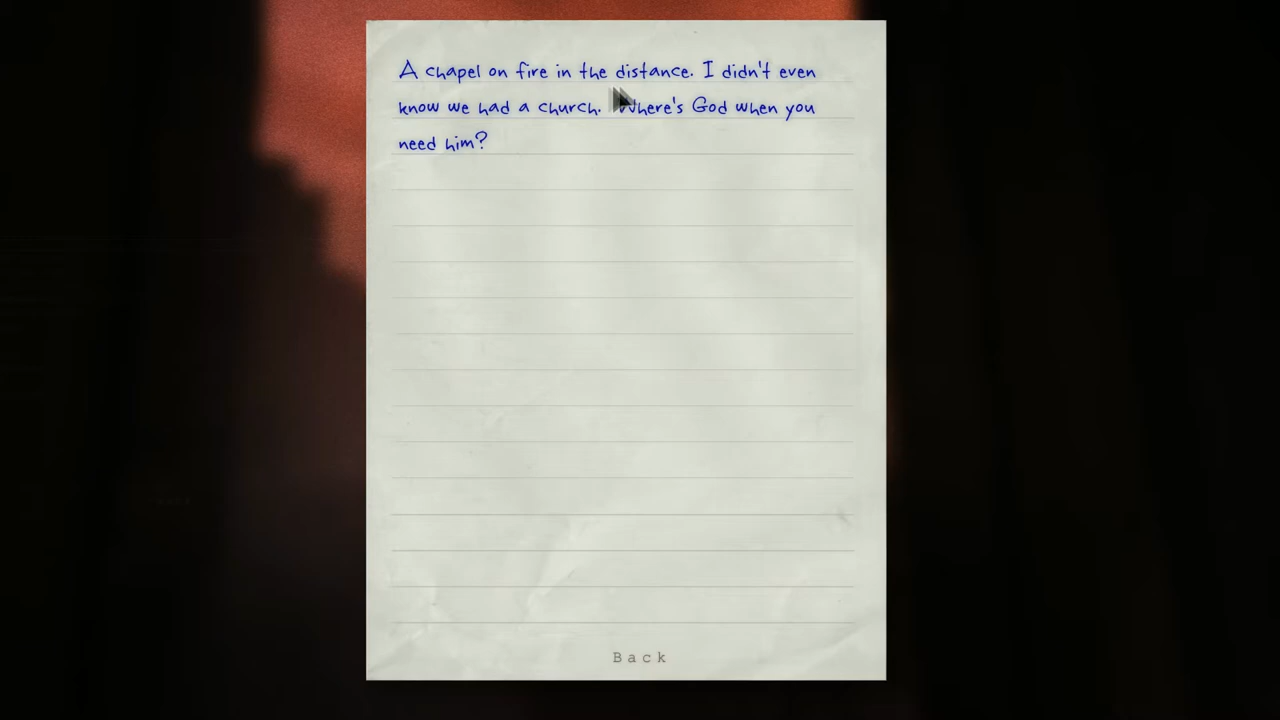 A chapel on fire in the distance. I didn't even
know we had a church. Where's God when you
need him?
Back